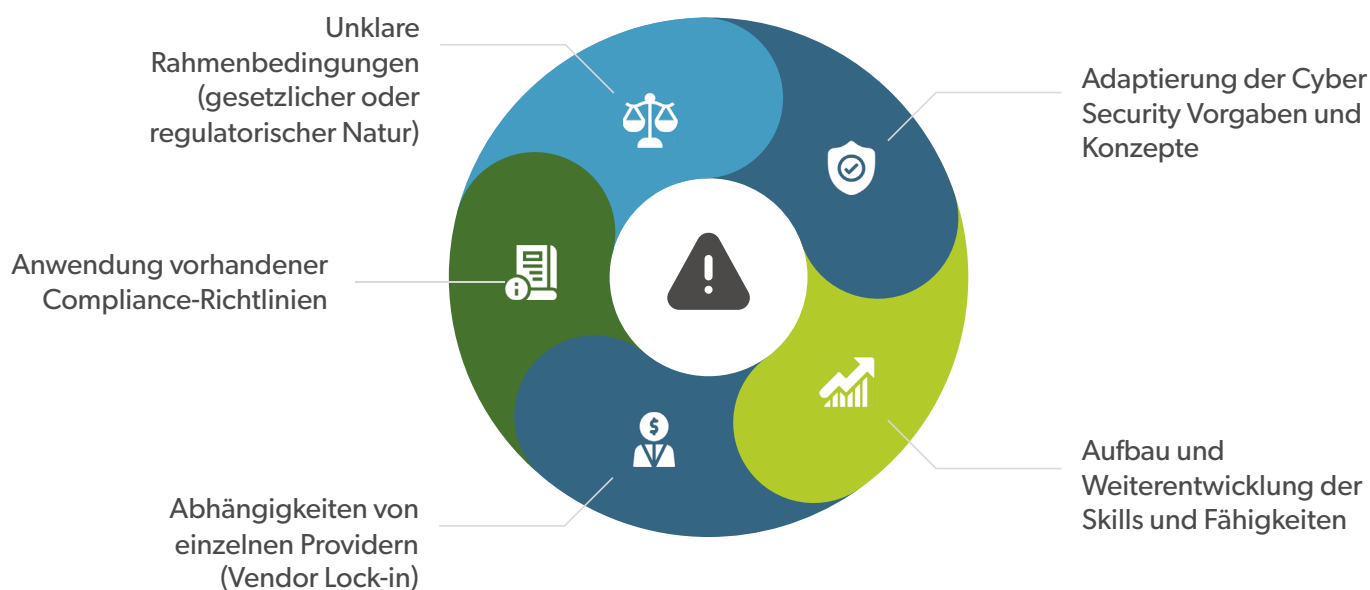 Unklare
Rahmenbedingungen
(gesetzlicher oder
regulatorischer Natur)
Adaptierung der Cyber
Security Vorgaben und
Konzepte
Anwendung vorhandener
Compliance-Richtlinien
Aufbau und
Weiterentwicklung der
Skills und Fähigkeiten
Abhängigkeiten von
einzelnen Providern
(Vendor Lock-in)